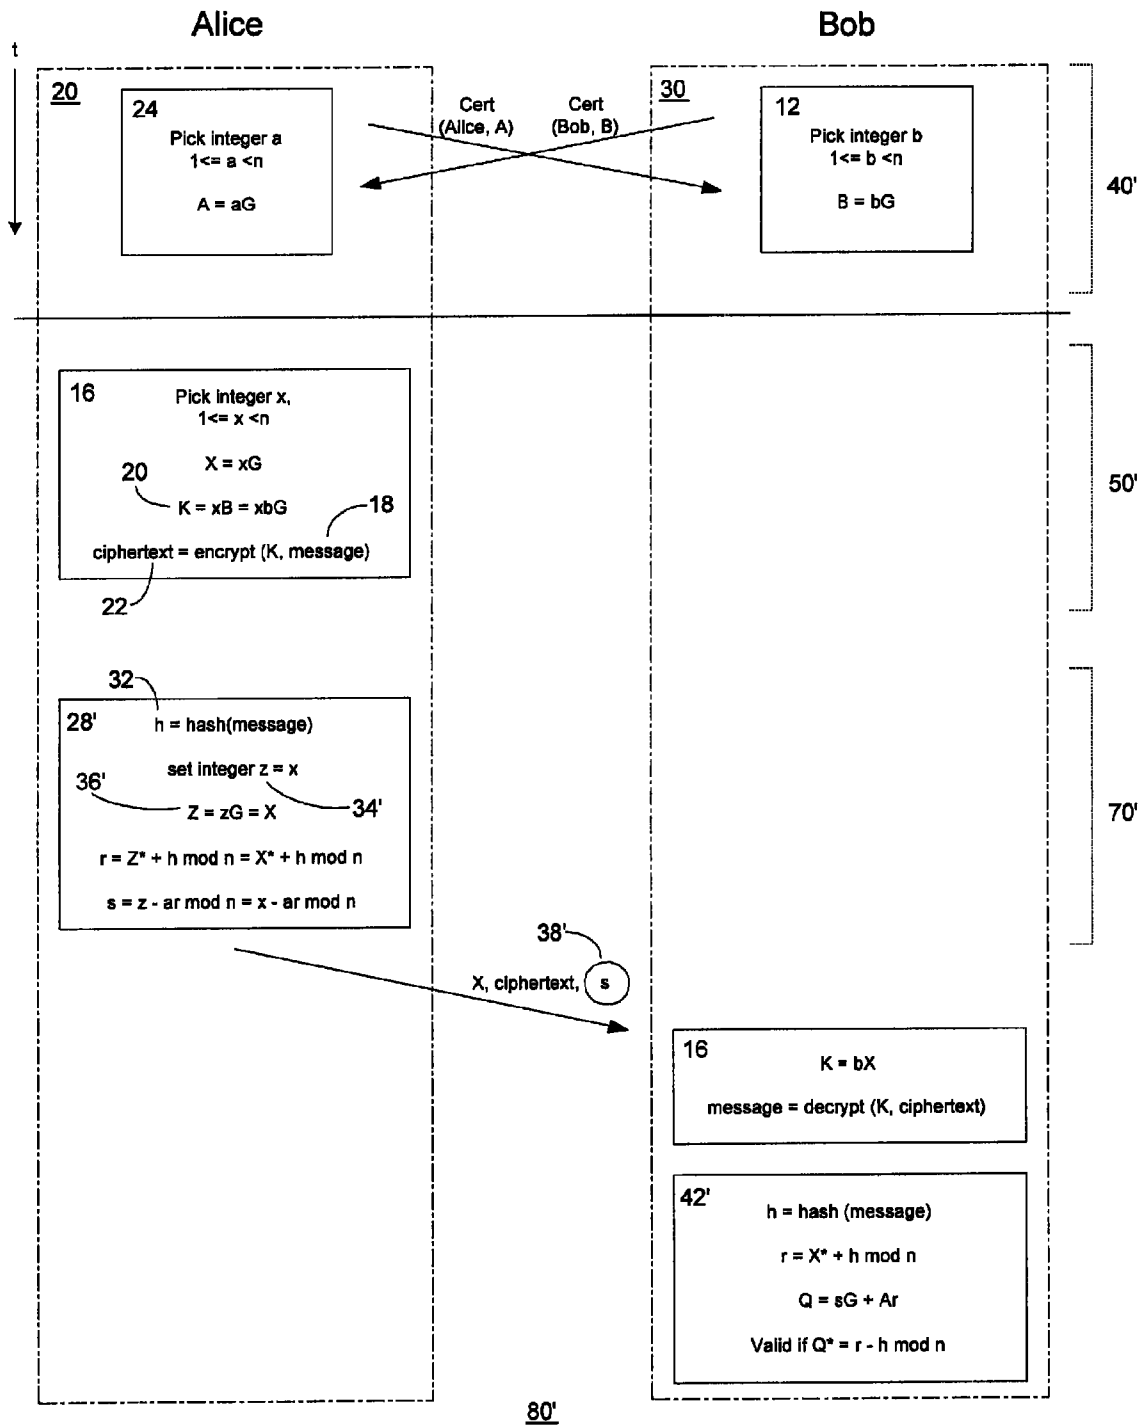 Alice
Bob
t
20
24
Pick integer a
1<= a <n
A = aG
Cert
(Alice, A)
Cert
(Bob, B)
30
12
Pick integer b
1<= b <n
B = bG
40'
16
Pick integer x,
1<= x <n
X = xG
20
K = xB = xbG
18
ciphertext = encrypt (K, message)
22
50'
32
28'
h = hash(message)
set integer z = x
36'
34'
Z = zG = X
r = Z* + h mod n = X* + h mod n
s = z - ar mod n = x - ar mod n
70'
38'
X, ciphertext, s
16
K = bX
message = decrypt (K, ciphertext)
42'
h = hash (message)
r = X* + h mod n
Q = sG + Ar
Valid if Q* = r - h mod n
80'